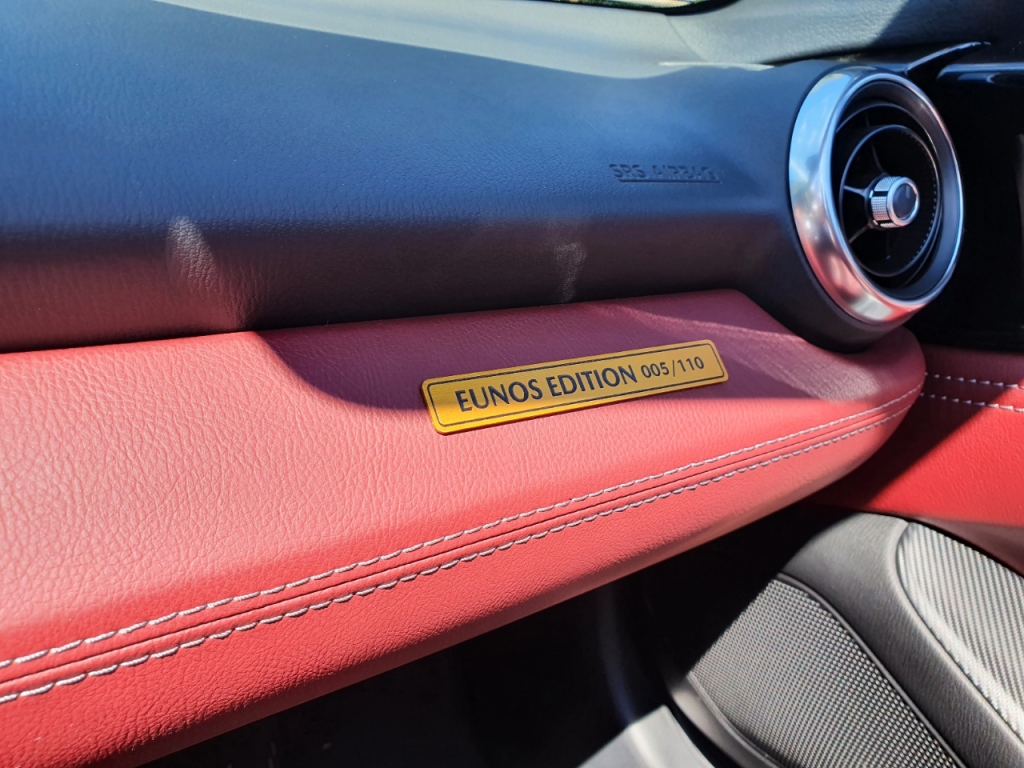 SRS AIRBAG
EUNOS EDITION 005/110